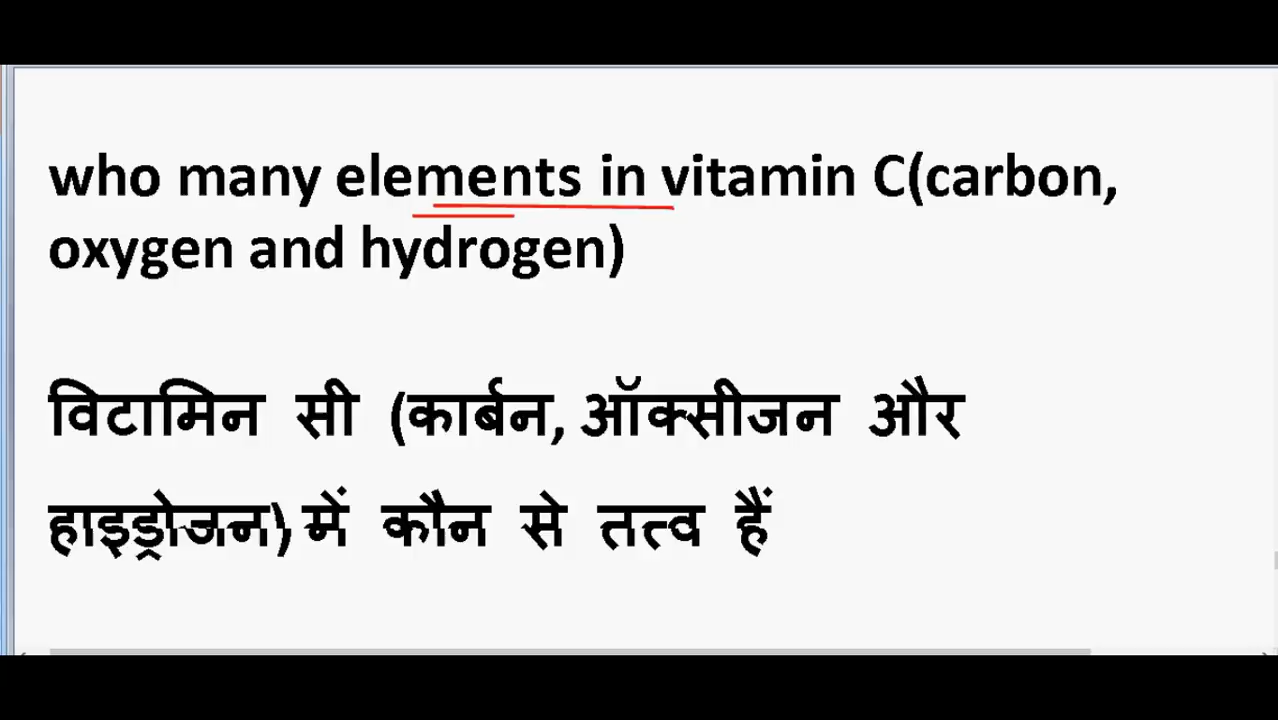 who many elements in vitamin C(carbon,
oxygen and hydrogen)
विटामिन सी (कार्बन, ऑक्सीजन और
हाइड्रोजन) में कौन से तत्व हैं